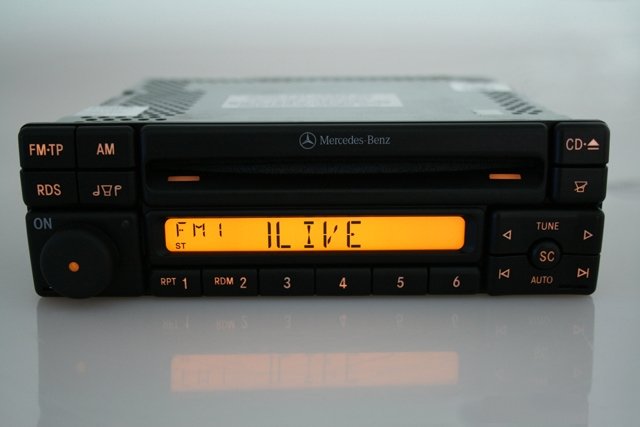 Mercedes-Benz
FM·TP AM
CD·
RDS
ON
FM1 1LIVE
ST
TUNE
SC
AUTO
RPT 1 RDM 2 3 4 5 6